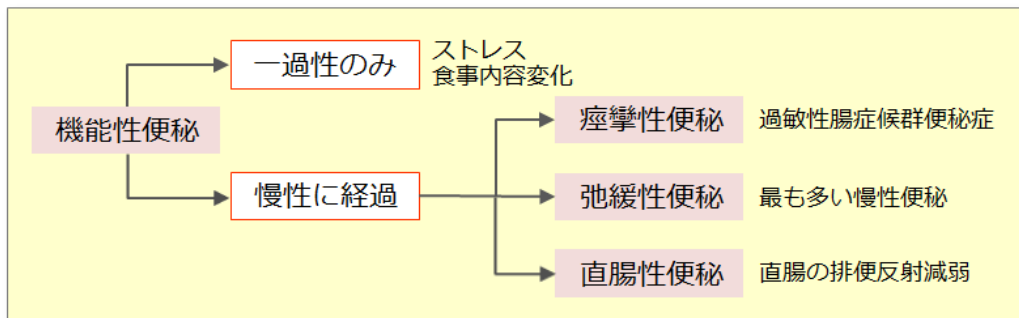 一過性のみ
ストレス
食事内容変化
機能性便秘
痙攣性便秘
過敏性腸症候群便秘症
慢性に経過
弛緩性便秘
最も多い慢性便秘
直腸性便秘
直腸の排便反射減弱